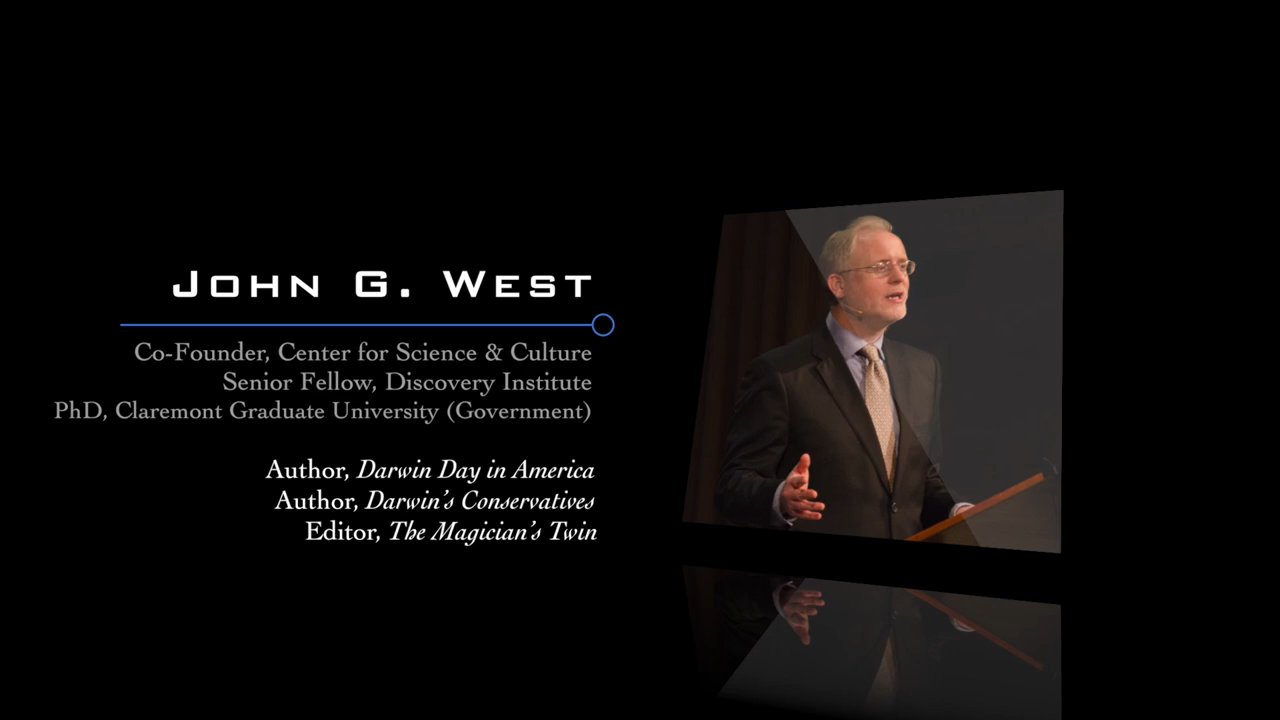 John G. West
Co-Founder, Center for Science & Culture
Senior Fellow, Discovery Institute
PhD, Claremont Graduate University (Government)
Author, Darwin Day in America
Author, Darwin's Conservatives
Editor, The Magician's Twin